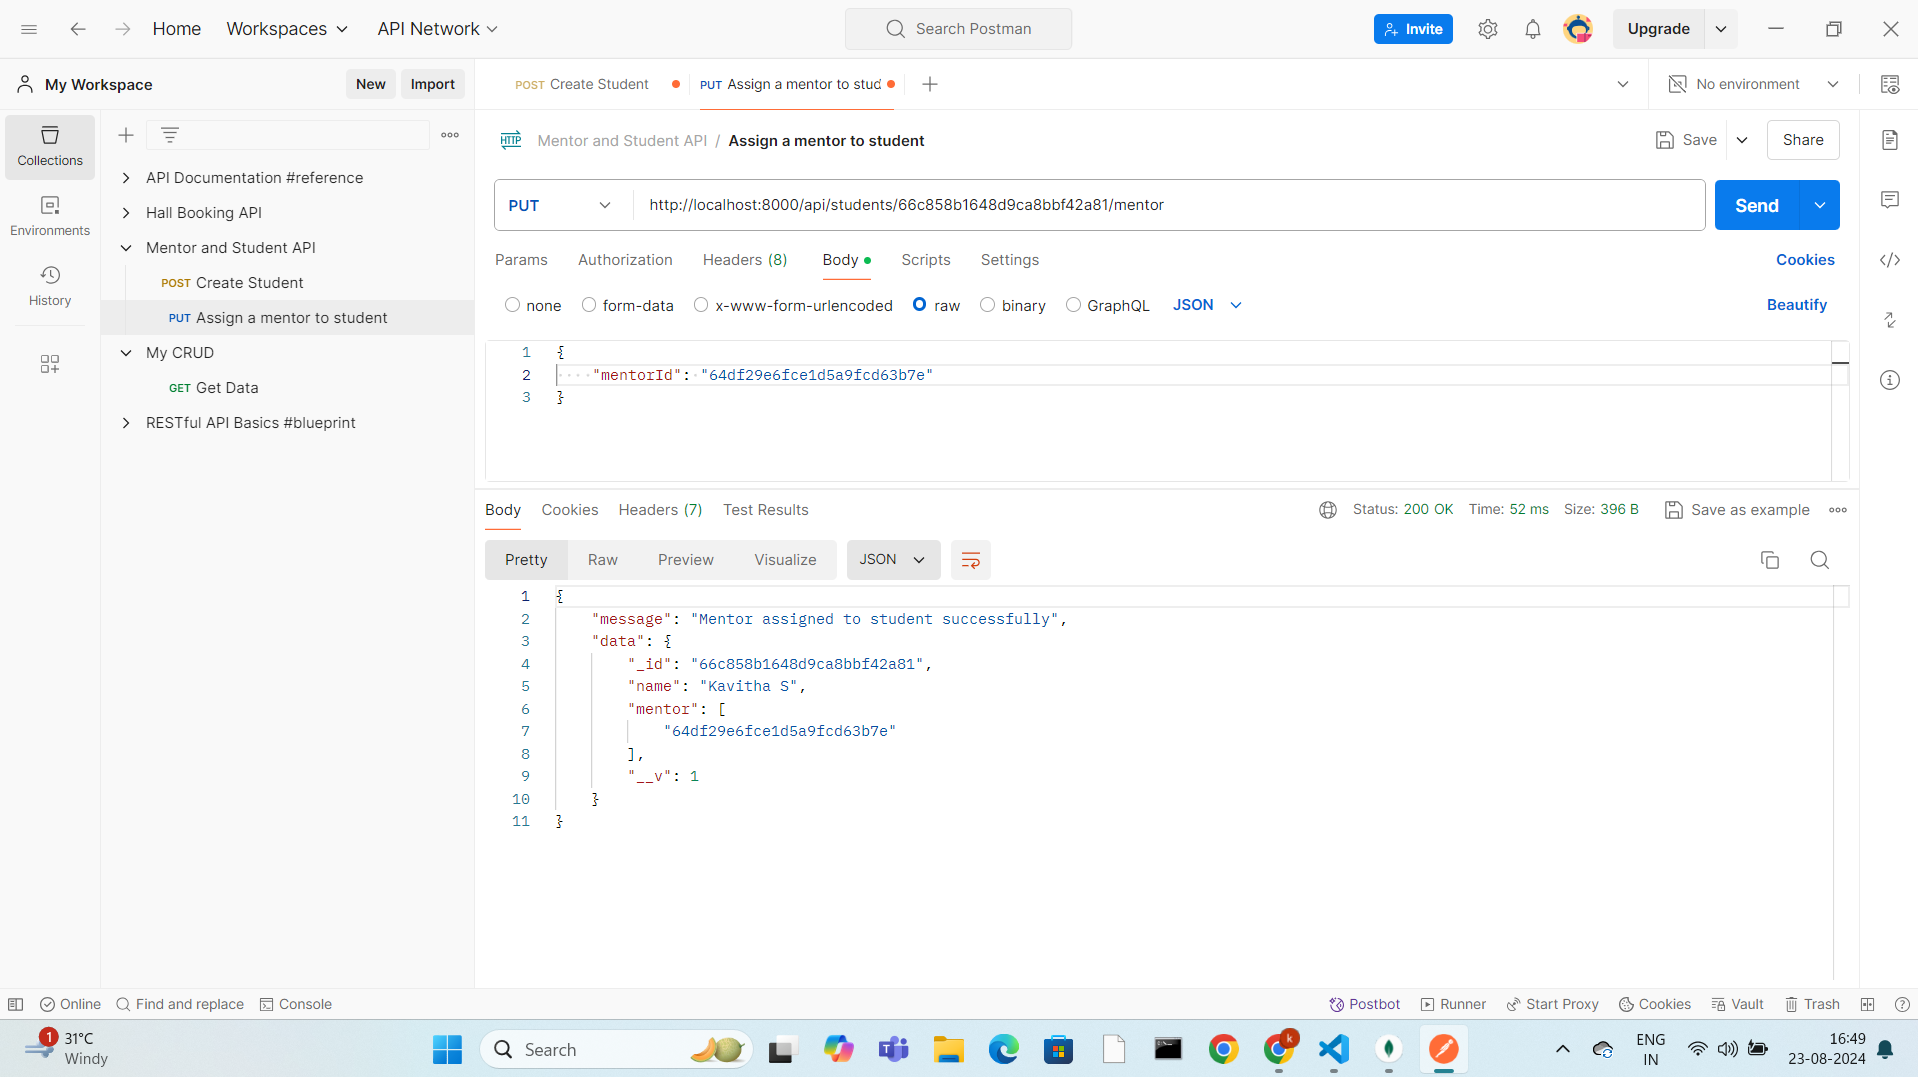 Home Workspaces API Network Search Postman Invite Upgrade
My Workspace New Import POST Create Student PUT Assign a mentor to stud No environment
Collections
Environments
History
API Documentation #reference
Hall Booking API
Mentor and Student API
POST Create Student
PUT Assign a mentor to student
My CRUD
GET Get Data
RESTful API Basics #blueprint
HTTP Mentor and Student API / Assign a mentor to student Save Share
PUT http://localhost:8000/api/students/66c858b1648d9ca8bbf42a81/mentor Send
Params Authorization Headers (8) Body Scripts Settings Cookies
none form-data x-www-form-urlencoded raw binary GraphQL JSON Beautify
1 {
2 "mentorId": "64df29e6fce1d5a9fcd63b7e"
3 }
Body Cookies Headers (7) Test Results Status: 200 OK Time: 52 ms Size: 396 B Save as example
Pretty Raw Preview Visualize JSON
1 {
2 "message": "Mentor assigned to student successfully",
3 "data": {
4 "_id": "66c858b1648d9ca8bbf42a81",
5 "name": "Kavitha S",
6 "mentor": [
7 "64df29e6fce1d5a9fcd63b7e"
8 ],
9 "__v": 1
10 }
11 }
Online Find and replace Console Postbot Runner Start Proxy Cookies Vault Trash
1 31°C
Windy
Search
k
ENG
IN
16:49
23-08-2024